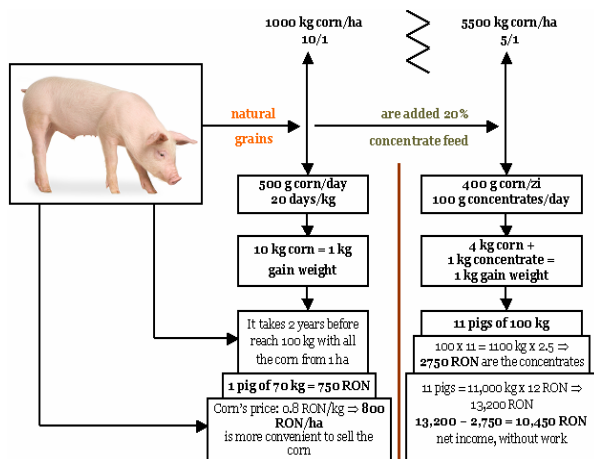 1000 kg corn/ha
10/1
5500 kg corn/ha
5/1
natural
grains
are added 20%
concentrate feed
500 g corn/day
20 days/kg
400 g corn/zi
100 g concentrates/day
10 kg corn = 1 kg
gain weight
4 kg corn +
1 kg concentrate =
1 kg gain weight
It takes 2 years before
reach 100 kg with all
the corn from 1 ha
1 pig of 70 kg = 750 RON
Corn's price: 0.8 RON/kg ⇒ 800
RON/ha
is more convenient to sell the
corn
11 pigs of 100 kg
100 x 11 = 1100 kg x 2.5 ⇒
2750 RON are the concentrates
11 pigs = 11,000 kg x 12 RON ⇒
13,200 RON
13,200 – 2,750 = 10,450 RON
net income, without work